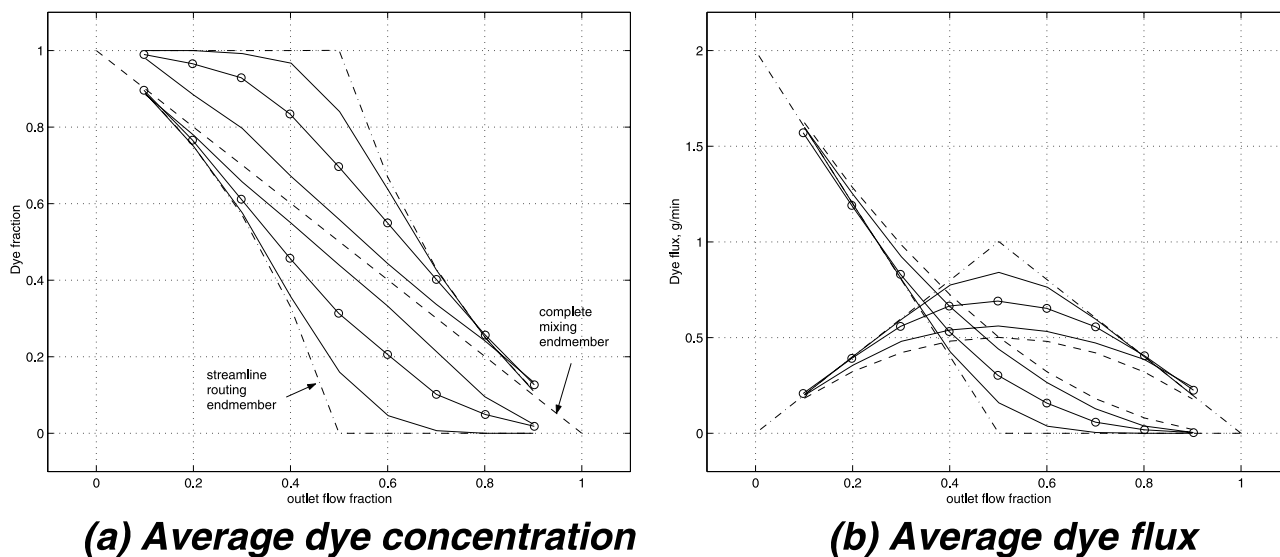 1
0.8
0.6
0.4
0.2
0
Dye fraction
0
0.2
0.4
0.6
0.8
1
outlet flow fraction
streamline
routing
endmember
complete
mixing
endmember
(a) Average dye concentration
2
1.5
1
0.5
0
Dye flux, g/min
0
0.2
0.4
0.6
0.8
1
outlet flow fraction
(b) Average dye flux